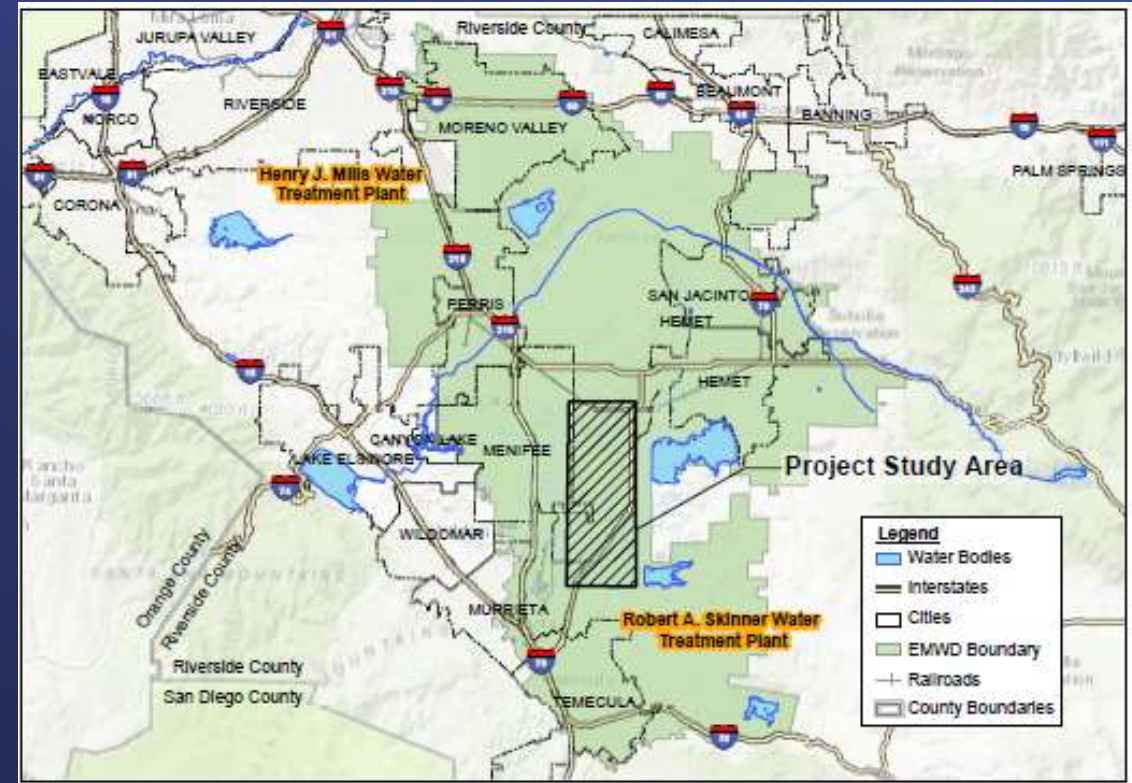 Riverside County
CALIMESA
JURUPA VALLEY
EASTVALE
RIVERSIDE
BEAUMONT
BANNING
NORCO
MORENO VALLEY
PALM SPRINGS
Henry J. Mills Water
Treatment Plant
CORONA
PERRIS
SAN JACINTO
HEMET
HEMET
CANYON LAKE
MENIFEE
LAKE ELSINORE
Project Study Area
WILDOMAR
Orange County
Riverside County
MURRIETA
Robert A. Skinner Water
Treatment Plant
Riverside County
San Diego County
TEMECULA
Legend
Water Bodies
Interstates
Cities
EMWD Boundary
Railroads
County Boundaries